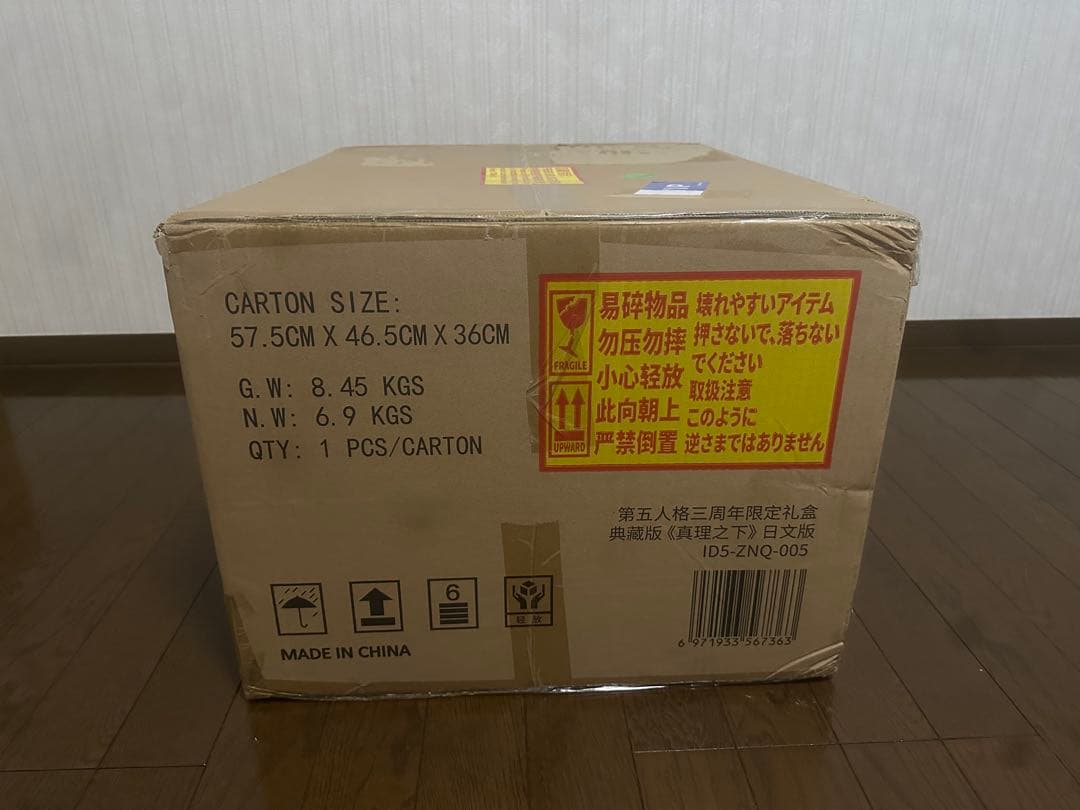 CARTON SIZE:
57.5CM X 46.5CM X 36CM
G.W: 8.45 KGS
N.W: 6.9 KGS
QTY: 1 PCS/CARTON
FRAGILE
UPWARD
易碎物品
勿压勿摔
小心轻放
此向朝上
严禁倒置
壊れやすいアイテム
押さないで、落ちない
でください
取扱注意
このように
逆さまではありません
第五人格三周年限定礼盒
典藏版《真理之下》日文版
ID5-ZNQ-005
6
轻放
MADE IN CHINA
6 971933 567363